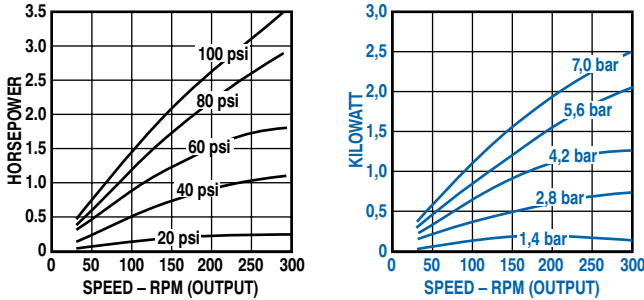 HORSEPOWER
3.5
3.0
2.5
2.0
1.5
1.0
0.5
0
100 psi
80 psi
60 psi
40 psi
20 psi
50 100 150 200 250 300
SPEED – RPM (OUTPUT)
KILOWATT
3,0
2,5
2,0
1,5
1,0
0,5
0
7,0 bar
5,6 bar
4,2 bar
2,8 bar
1,4 bar
0 50 100 150 200 250 300
SPEED – RPM (OUTPUT)